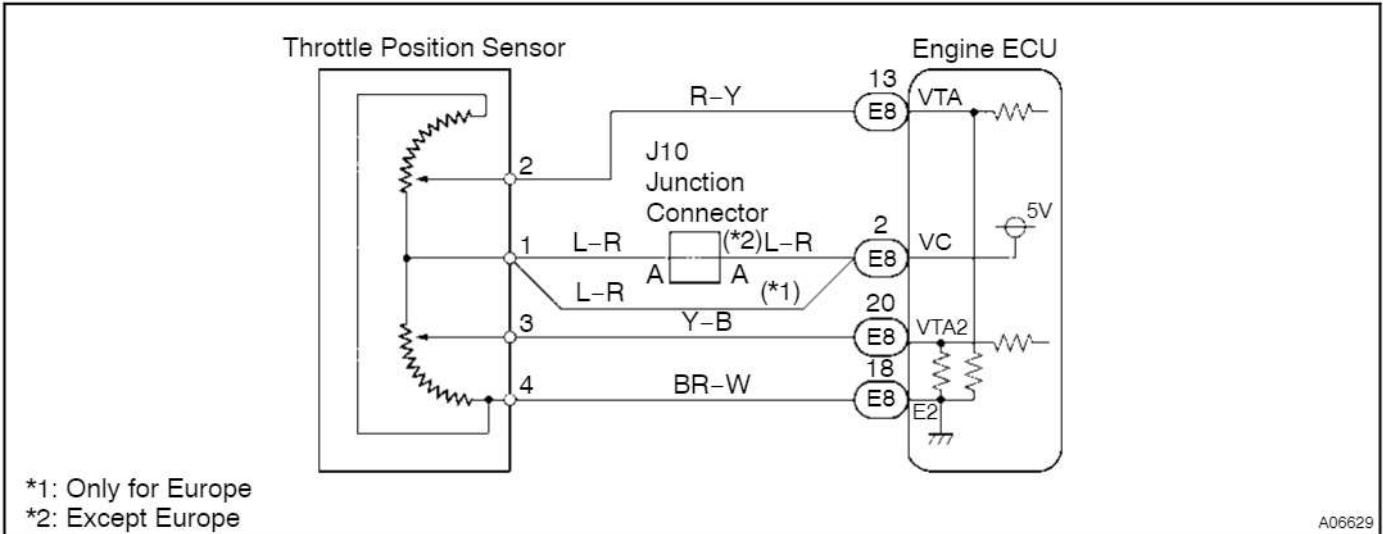 Throttle Position Sensor
Engine ECU
13
R–Y
E8
VTA
2
J10
Junction
Connector
5V
1
L–R
(*2)
L–R
2
E8
VC
A
A
L–R
(*1)
20
3
Y–B
E8
VTA2
18
4
BR–W
E8
E2
*1: Only for Europe
*2: Except Europe
A06629